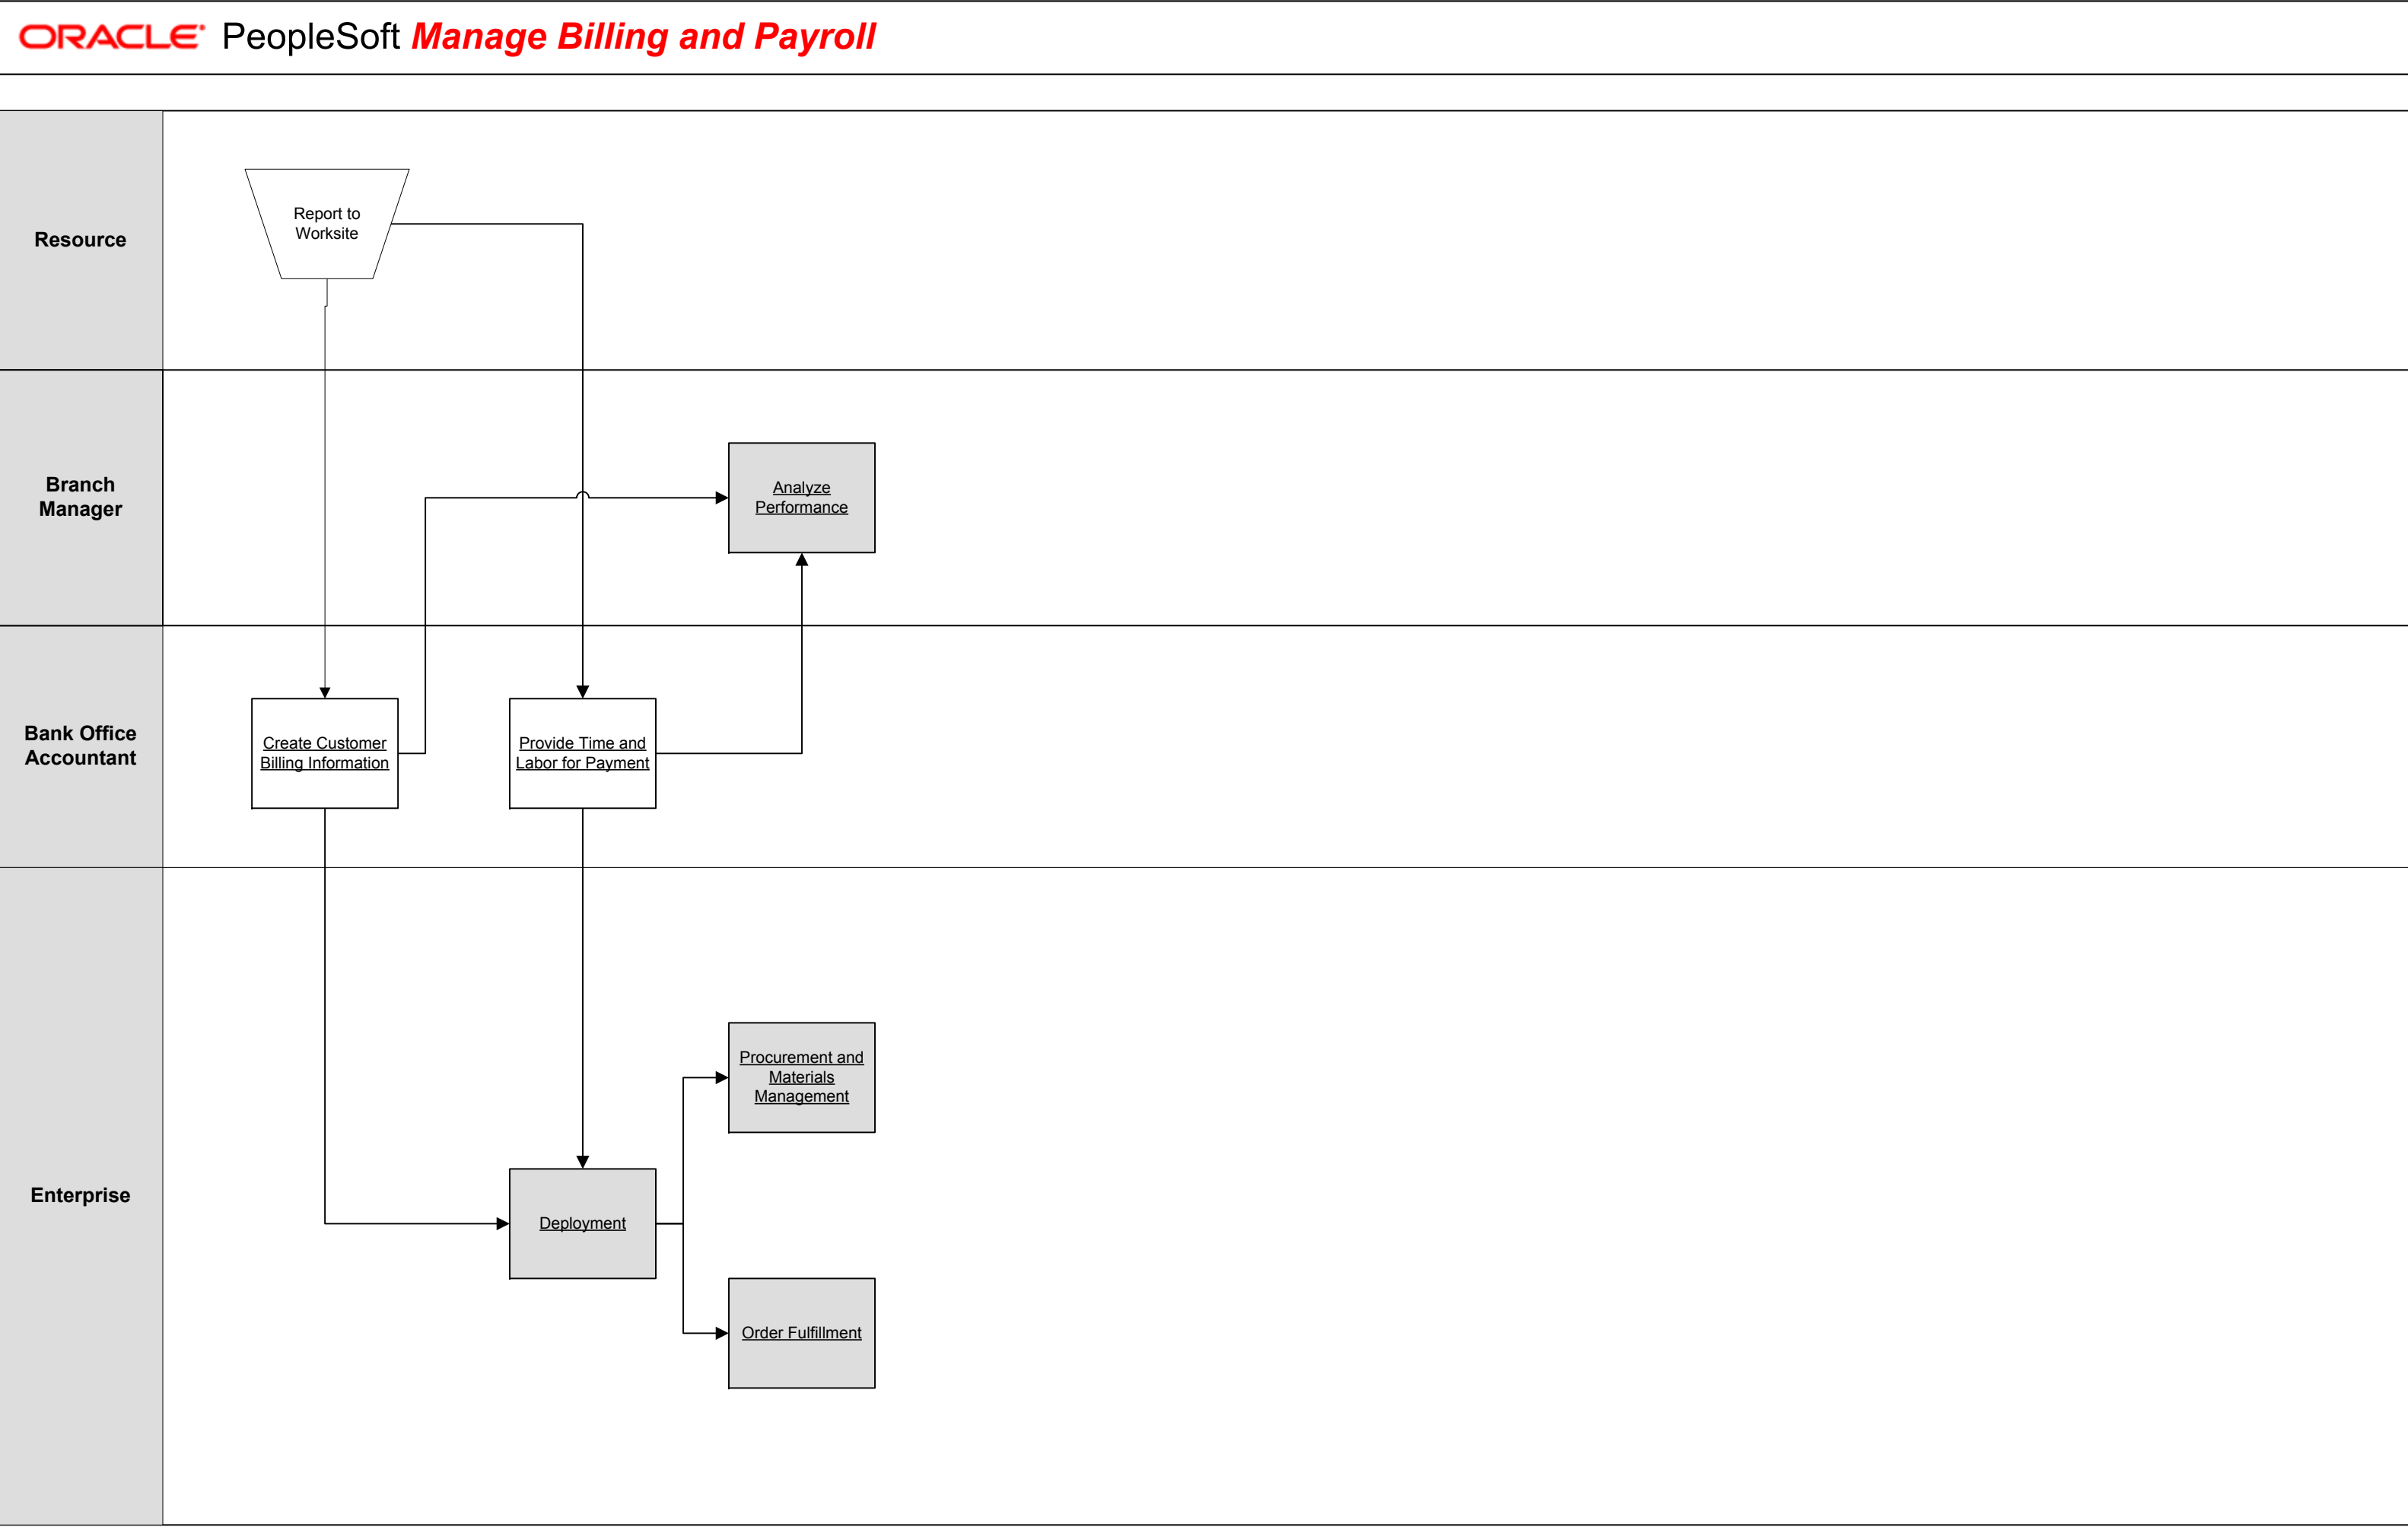 ORACLE PeopleSoft Manage Billing and Payroll
Resource
Report to
Worksite
Branch
Manager
Analyze
Performance
Bank Office
Accountant
Create Customer
Billing Information
Provide Time and
Labor for Payment
Enterprise
Procurement and
Materials
Management
Deployment
Order Fulfillment